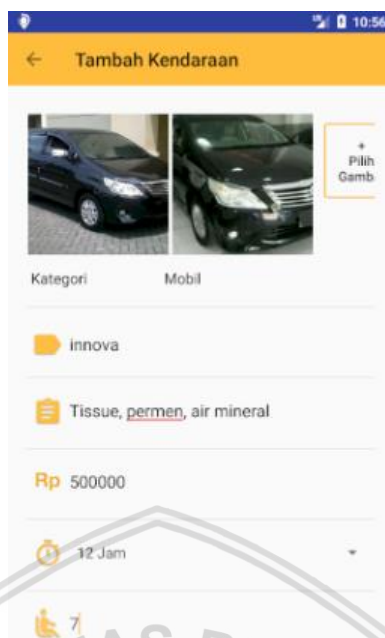 10:56
Tambah Kendaraan
+
Pilih
Gamb
Kategori Mobil
innova
Tissue, permen, air mineral
Rp 500000
12 Jam
7